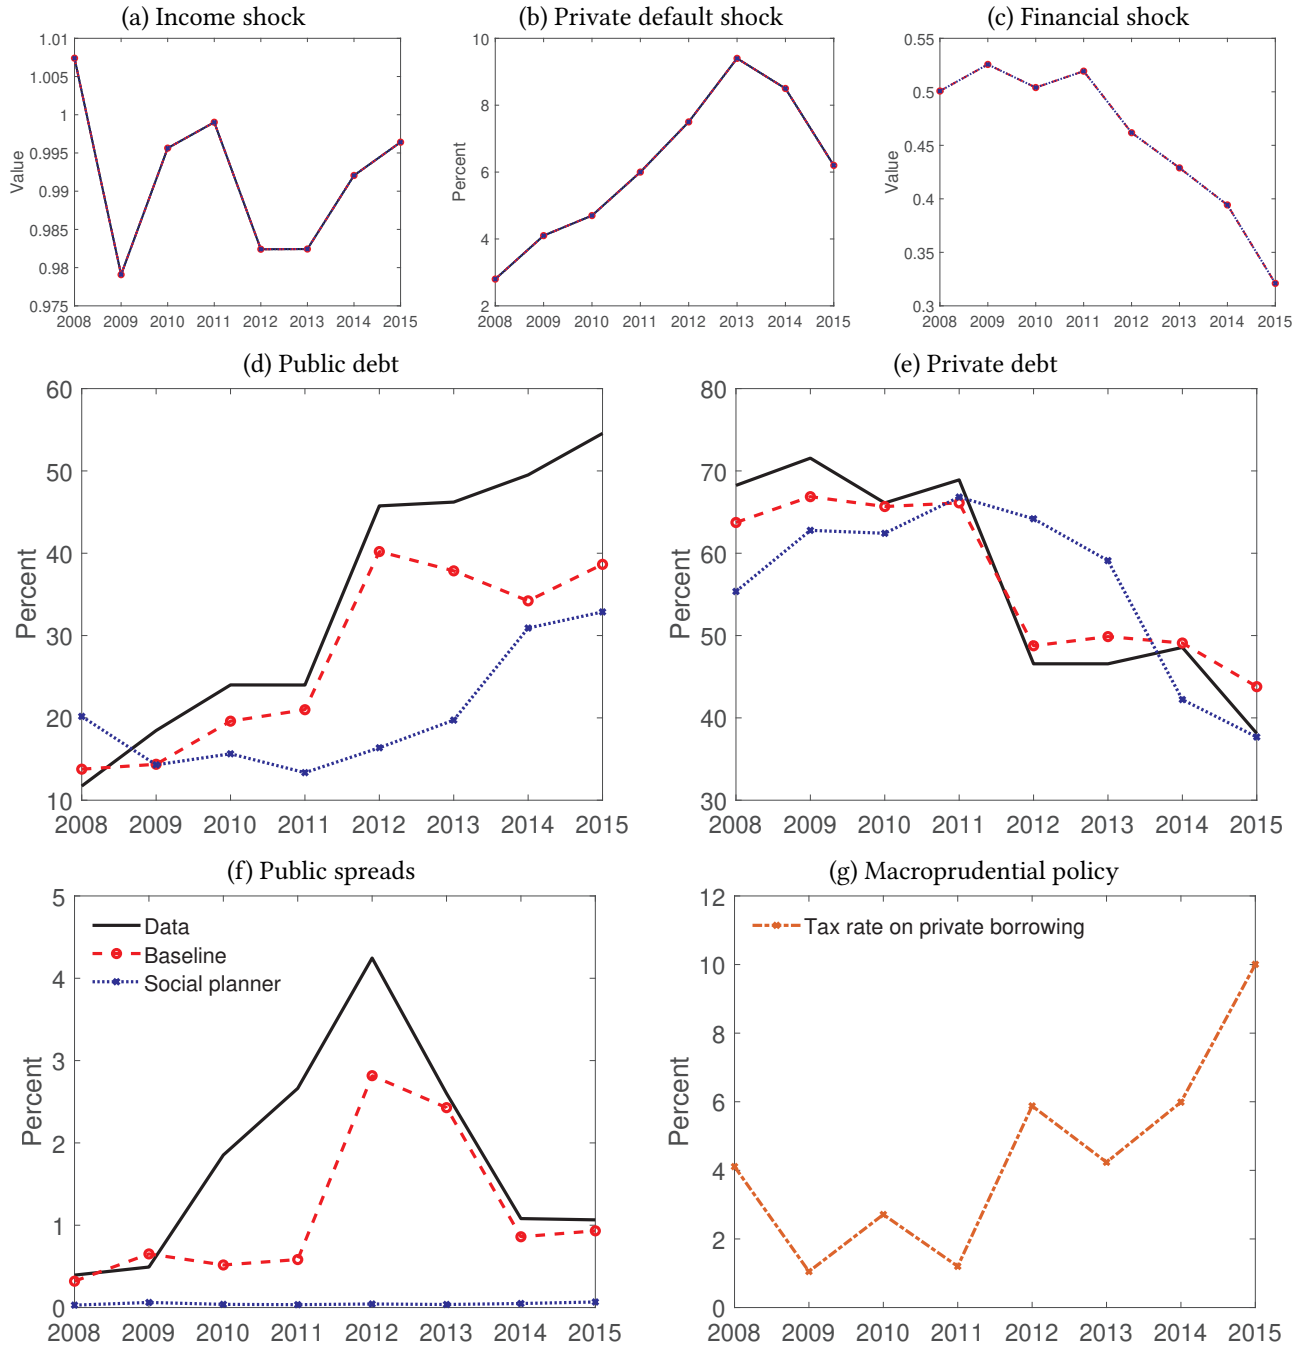 (a) Income shock
(b) Private default shock
(c) Financial shock
1.01
1.005
1
0.995
0.99
0.985
0.98
0.975
Value
2008 2009 2010 2011 2012 2013 2014 2015
10
8
6
4
2
Percent
2008 2009 2010 2011 2012 2013 2014 2015
0.55
0.5
0.45
0.4
0.35
0.3
Value
2008 2009 2010 2011 2012 2013 2014 2015
(d) Public debt
(e) Private debt
60
50
40
30
20
10
Percent
2008 2009 2010 2011 2012 2013 2014 2015
80
70
60
50
40
30
Percent
2008 2009 2010 2011 2012 2013 2014 2015
(f) Public spreads
(g) Macroprudential policy
5
4
3
2
1
0
Percent
Data
Baseline
Social planner
2008 2009 2010 2011 2012 2013 2014 2015
12
10
8
6
4
2
0
Percent
Tax rate on private borrowing
2008 2009 2010 2011 2012 2013 2014 2015